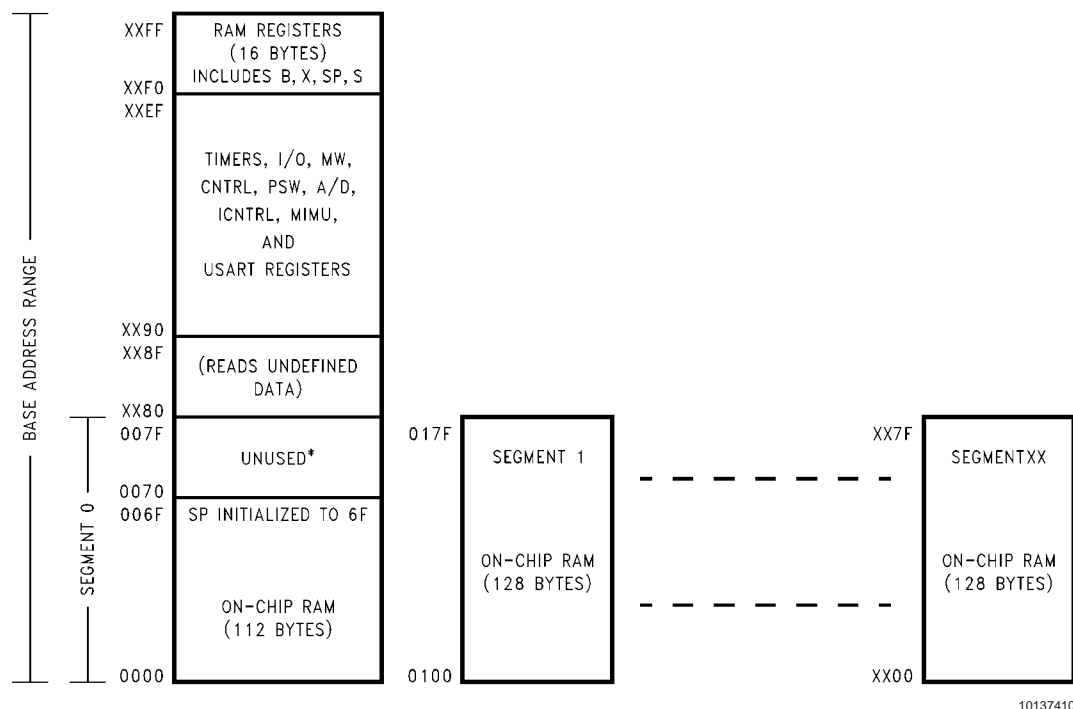 XXFF
RAM REGISTERS
(16 BYTES)
INCLUDES B, X, SP, S
XXF0
XXEF
TIMERS, I/O, MW,
CNTRL, PSW, A/D,
ICNTRL, MIMU,
AND
USART REGISTERS
BASE ADDRESS RANGE
XX90
XX8F
(READS UNDEFINED
DATA)
XX80
007F
UNUSED*
0070
006F
SP INITIALIZED TO 6F
SEGMENT 0
ON-CHIP RAM
(112 BYTES)
0000
017F
SEGMENT 1
ON-CHIP RAM
(128 BYTES)
0100
XX7F
SEGMENTXX
ON-CHIP RAM
(128 BYTES)
XX00
10137410